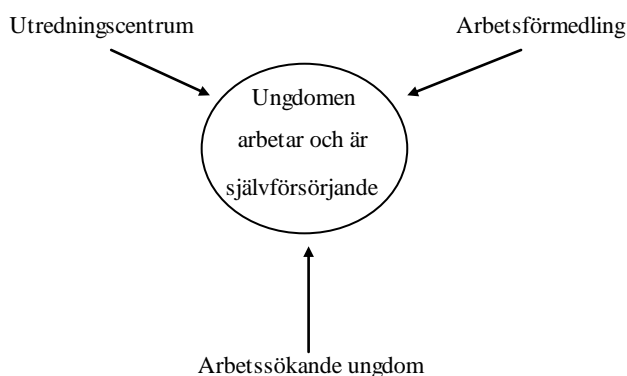 Utredningscentrum
Arbetsförmedling
Ungdomen
arbetar och är
självförsörjande
Arbetssökande ungdom